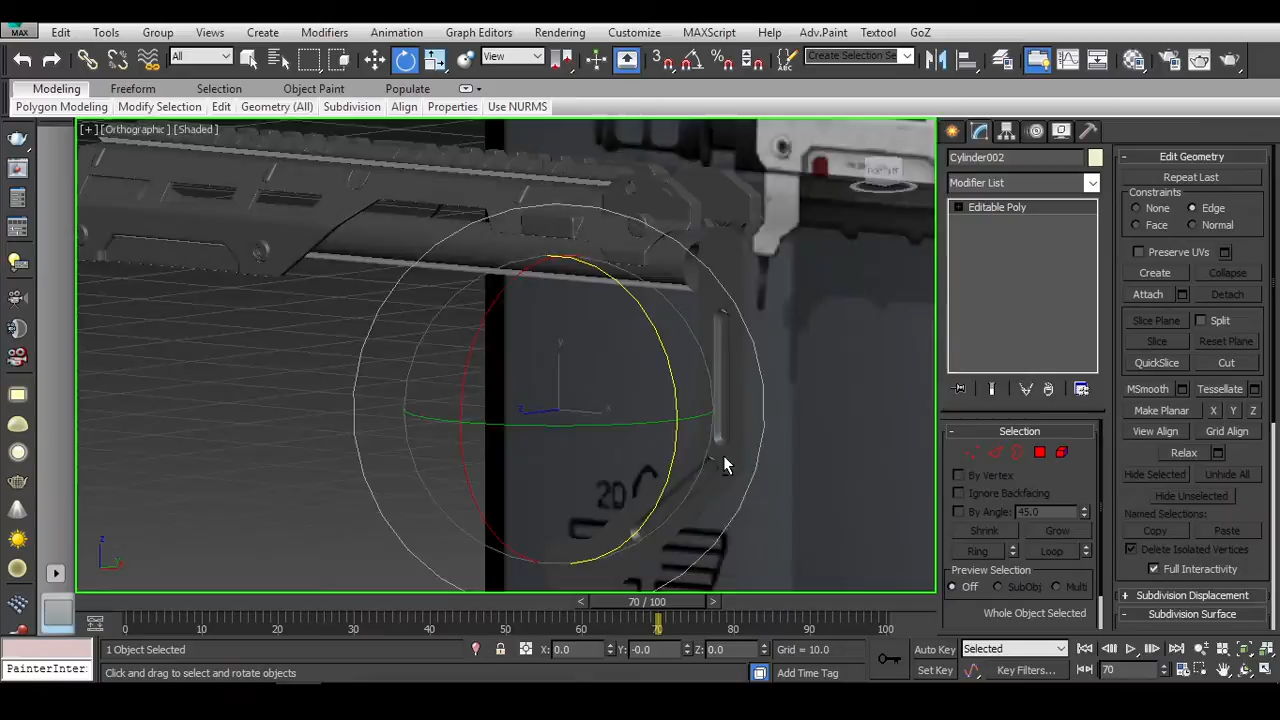 MAX Edit Tools Group Views Create Modifiers Animation Graph Editors Rendering Customize MAXScript Help Adv.Paint Textool GoZ
All View 3 Create Selection Se
Modeling Freeform Selection Object Paint Populate
Polygon Modeling Modify Selection Edit Geometry (All) Subdivision Align Properties Use NURMS
[+] [Orthographic] [Shaded]
Cylinder002
Modifier List
Editable Poly
Selection
By Vertex
Ignore Backfacing
By Angle: 45.0
Shrink Grow
Ring Loop
Preview Selection
Off SubObj Multi
Whole Object Selected
Edit Geometry
Repeat Last
Constraints
None Edge
Face Normal
Preserve UVs
Create Collapse
Attach Detach
Slice Plane Split
Slice Reset Plane
QuickSlice Cut
MSmooth Tessellate
Make Planar X Y Z
View Align Grid Align
Relax
Hide Selected Unhide All
Hide Unselected
Named Selections:
Copy Paste
Delete Isolated Vertices
Full Interactivity
Subdivision Surface
Subdivision Displacement
y
z x
20
z
< 70 / 100 >
0 10 20 30 40 50 60 70 80 90 100
1 Object Selected X: 0.0 Y: -0.0 Z: 0.0 Grid = 10.0 Auto Key Selected
PainterInter Click and drag to select and rotate objects Add Time Tag Set Key Key Filters... 70